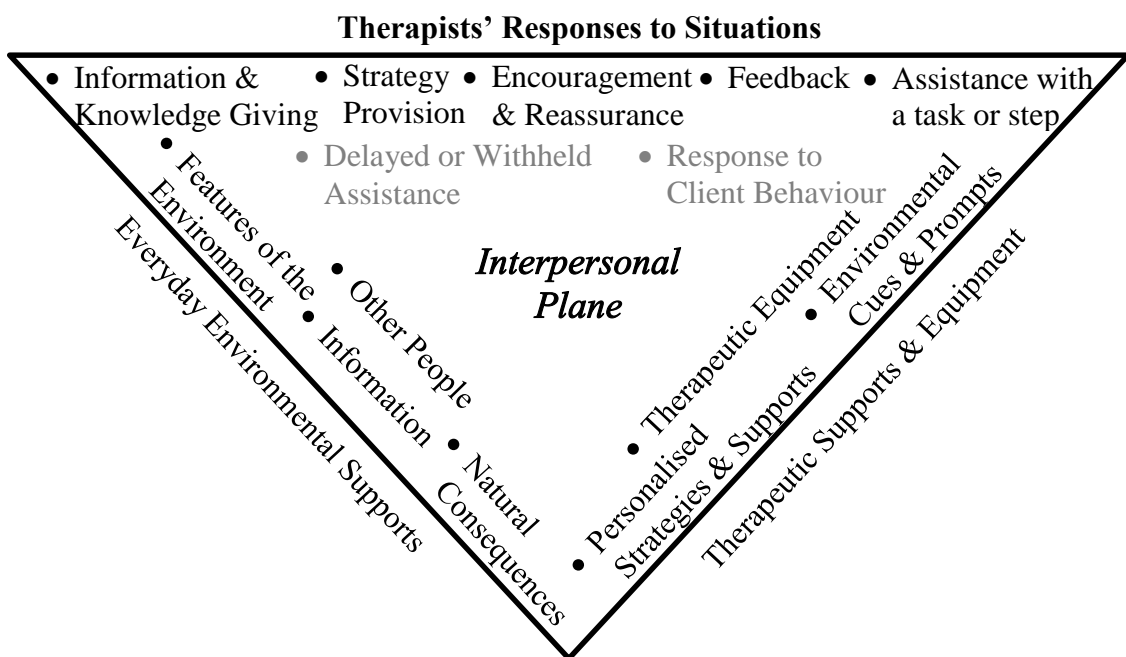 Therapists’ Responses to Situations
• Information & Knowledge Giving
• Strategy Provision
• Encouragement & Reassurance
• Feedback
• Assistance with a task or step
• Delayed or Withheld Assistance
• Response to Client Behaviour
Interpersonal
Plane
• Features of the
Environment
• Other People
• Information
• Natural
Consequences
Everyday Environmental Supports
• Therapeutic Equipment
• Environmental
Cues & Prompts
• Personalised
Strategies & Supports
Therapeutic Supports & Equipment